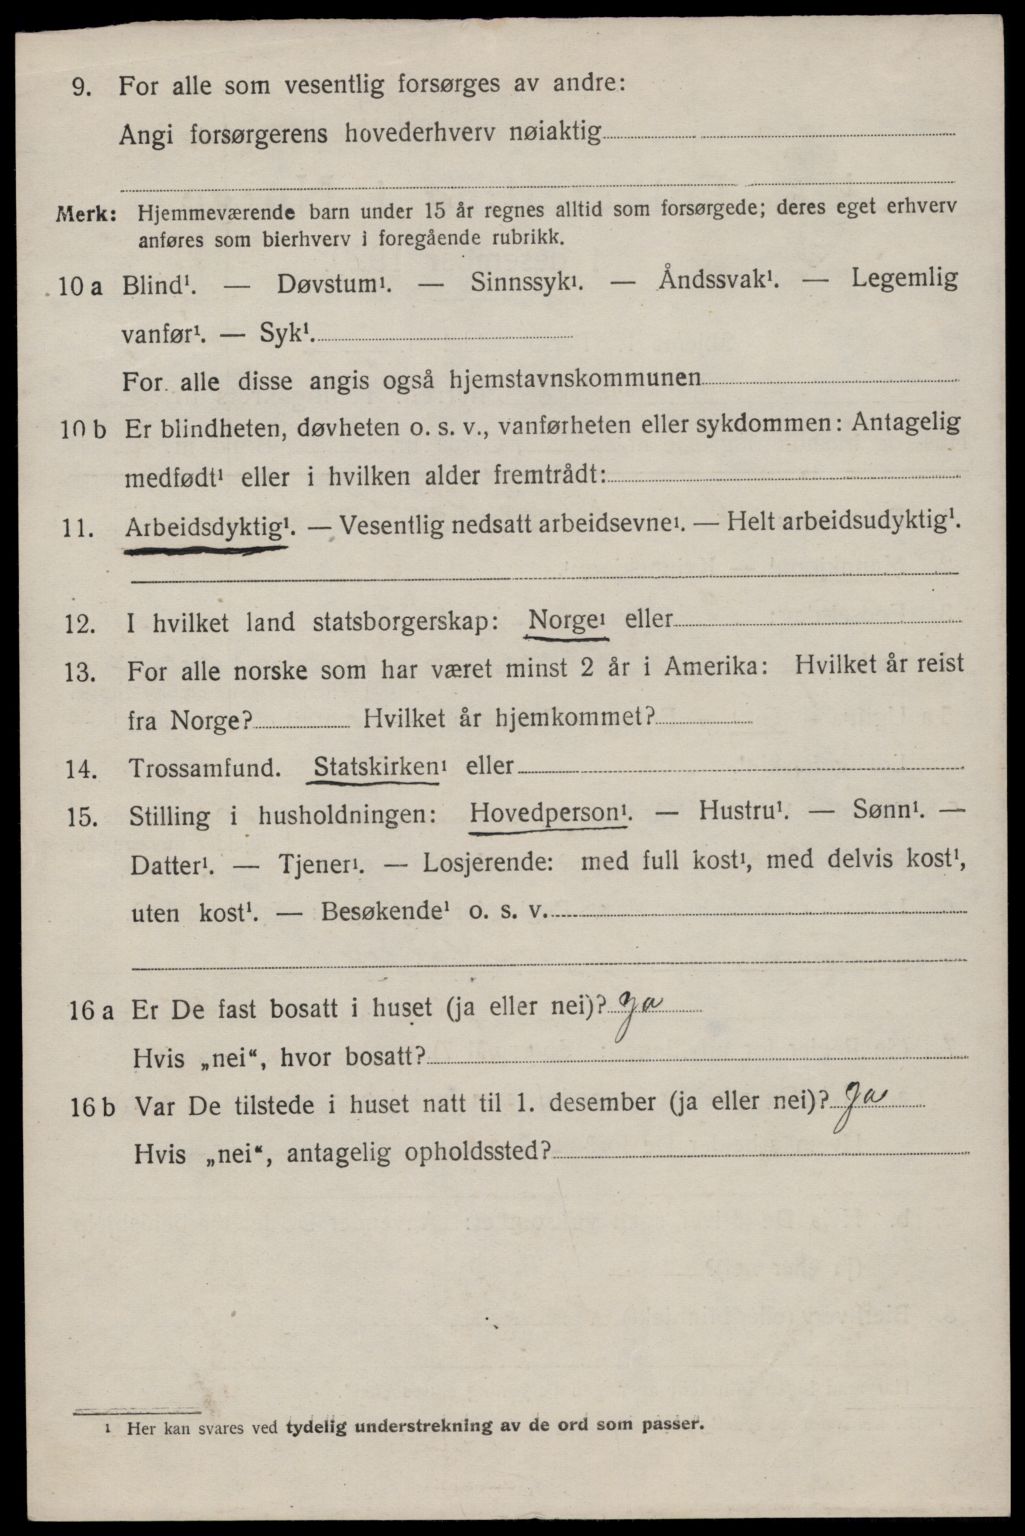 9. For alle som vesentlig forsørges av andre:
Angi forsørgerens hovederhverv nøiaktig
Merk: Hjemmeværende barn under 15 år regnes alltid som forsørgede; deres eget erhverv
anføres som bierhverv i foregående rubrikk.
10 a Blind¹. — Døvstum¹. — Sinnssyk¹. — Åndssvak¹. — Legemlig
vanfør¹. — Syk¹.
For alle disse angis også hjemstavnskommunen
10 b Er blindheten, døvheten o. s. v., vanførheten eller sykdommen: Antagelig
medfødt¹ eller i hvilken alder fremtrådt:
11. Arbeidsdyktig¹. — Vesentlig nedsatt arbeidsevne¹. — Helt arbeidsudyktig¹.
12. I hvilket land statsborgerskap: Norge¹ eller
13. For alle norske som har været minst 2 år i Amerika: Hvilket år reist
fra Norge? Hvilket år hjemkommet?
14. Trossamfund. Statskirken¹ eller
15. Stilling i husholdningen: Hovedperson¹. — Hustru¹. — Sønn¹. —
Datter¹. — Tjener¹. — Losjerende: med full kost¹, med delvis kost¹,
uten kost¹. — Besøkende¹ o. s. v.
16 a Er De fast bosatt i huset (ja eller nei)? ja
Hvis „nei“, hvor bosatt?
16 b Var De tilstede i huset natt til 1. desember (ja eller nei)? ja
Hvis „nei“, antagelig opholdssted?
¹ Her kan svares ved tydelig understrekning av de ord som passer.